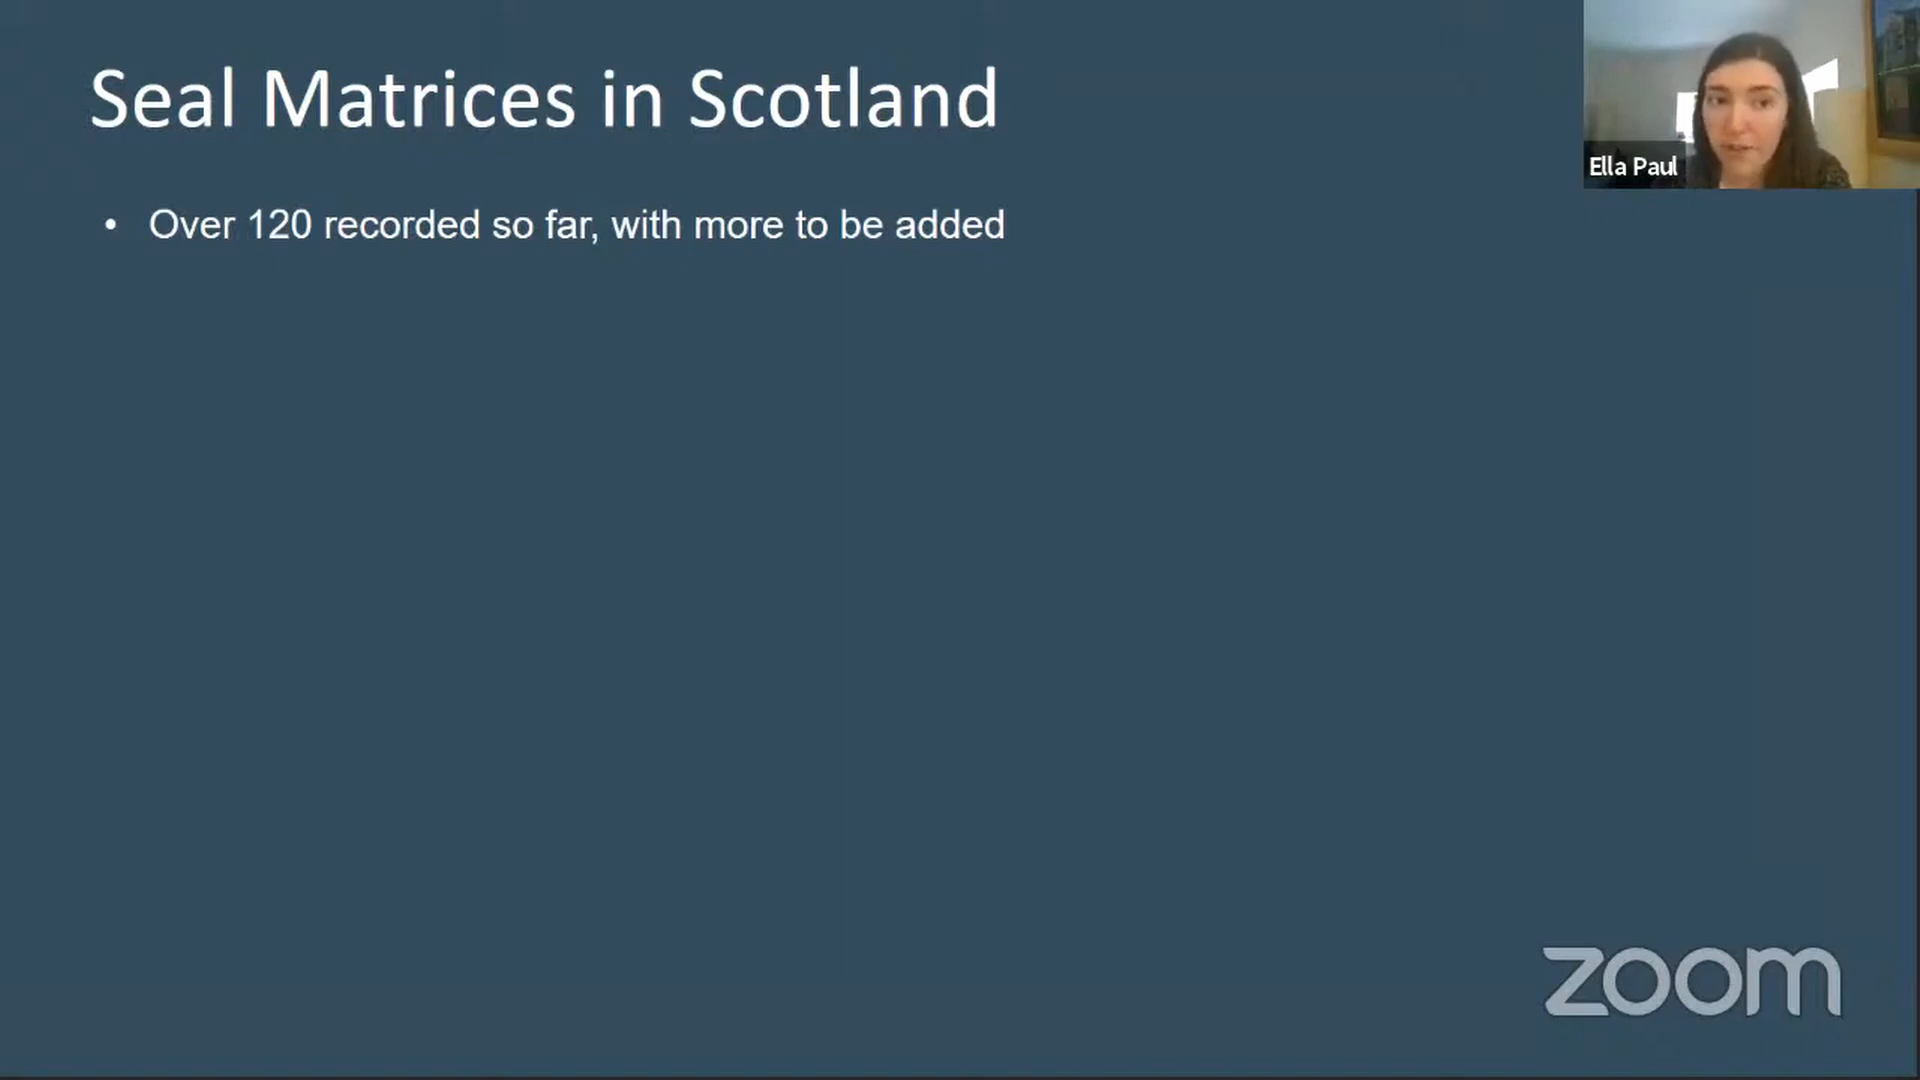 Seal Matrices in Scotland
Ella Paul
• Over 120 recorded so far, with more to be added
zoom